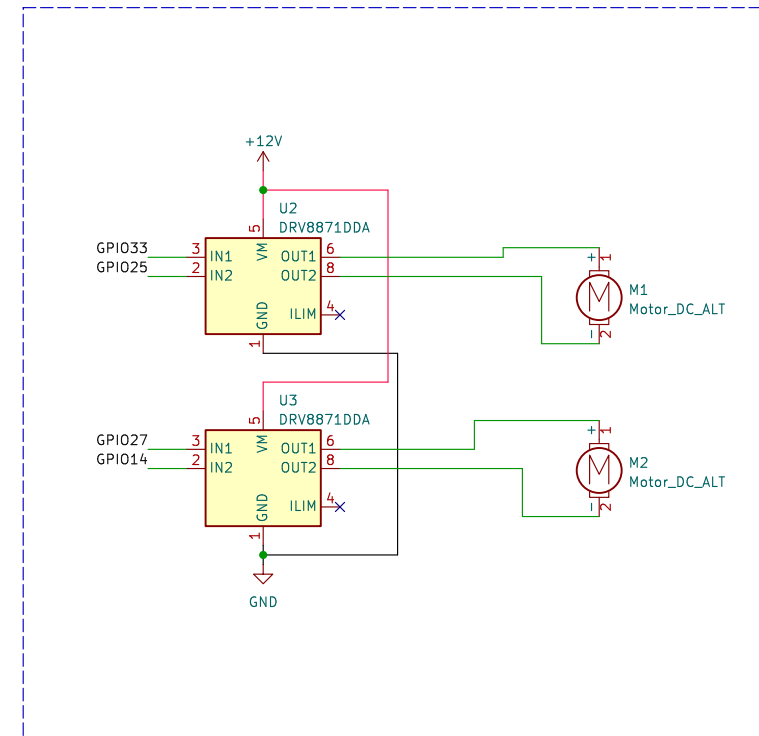 +12V
U2
DRV8871DDA
5
VM
GPIO33
3
IN1
OUT1
6
GPIO25
2
IN2
OUT2
8
GND
ILIM
4
1
+
1
M
M1
Motor_DC_ALT
-
2
U3
DRV8871DDA
5
VM
GPIO27
3
IN1
OUT1
6
GPIO14
2
IN2
OUT2
8
GND
ILIM
4
1
+
1
M
M2
Motor_DC_ALT
-
2
GND